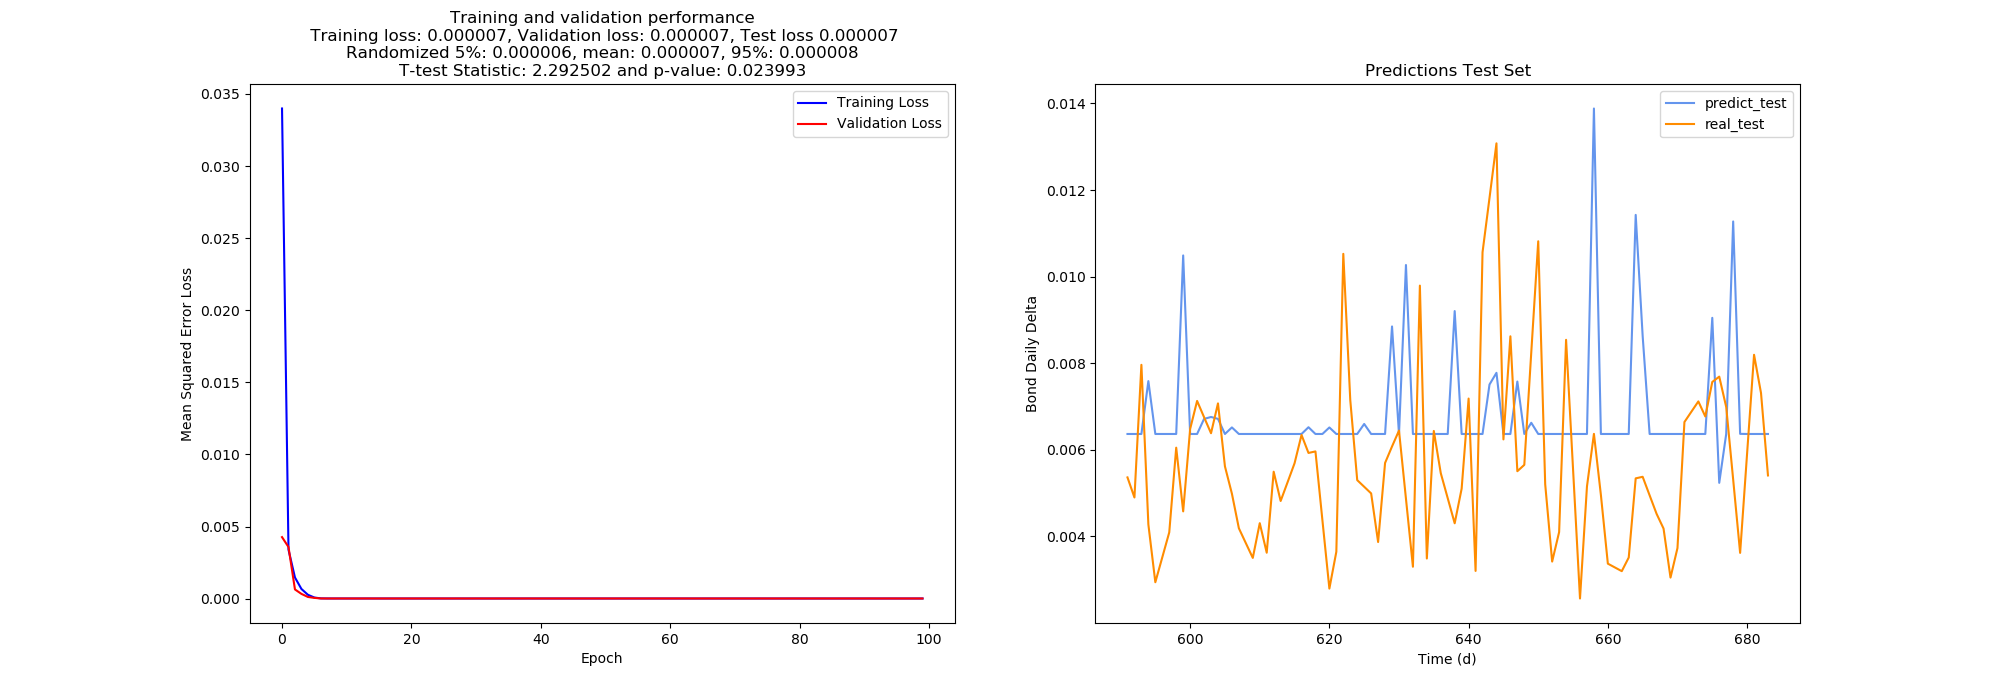 Training and validation performance
Training loss: 0.000007, Validation loss: 0.000007, Test loss 0.000007
Randomized 5%: 0.000006, mean: 0.000007, 95%: 0.000008
T-test Statistic: 2.292502 and p-value: 0.023993
0.035
0.030
0.025
0.020
0.015
0.010
0.005
0.000
Mean Squared Error Loss
Training Loss
Validation Loss
0 20 40 60 80 100
Epoch
Predictions Test Set
0.014
0.012
0.010
0.008
0.006
0.004
Bond Daily Delta
predict_test
real_test
600 620 640 660 680
Time (d)